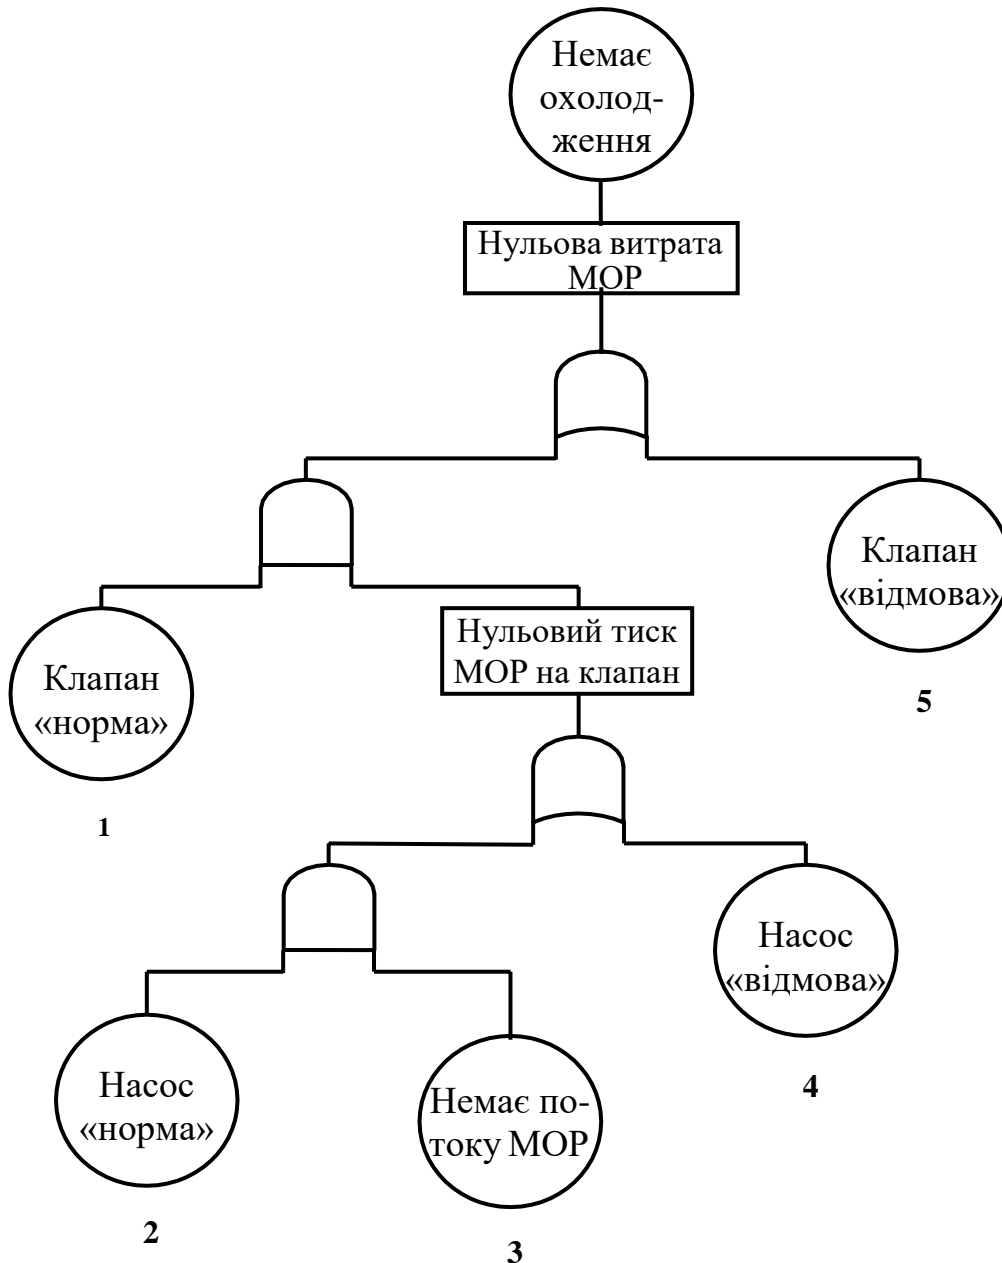 Немає
охолод-
ження
Нульова витрата
МОР
Клапан
«відмова»
5
Клапан
«норма»
1
Нульовий тиск
МОР на клапан
Насос
«відмова»
4
Насос
«норма»
2
Немає по-
току МОР
3